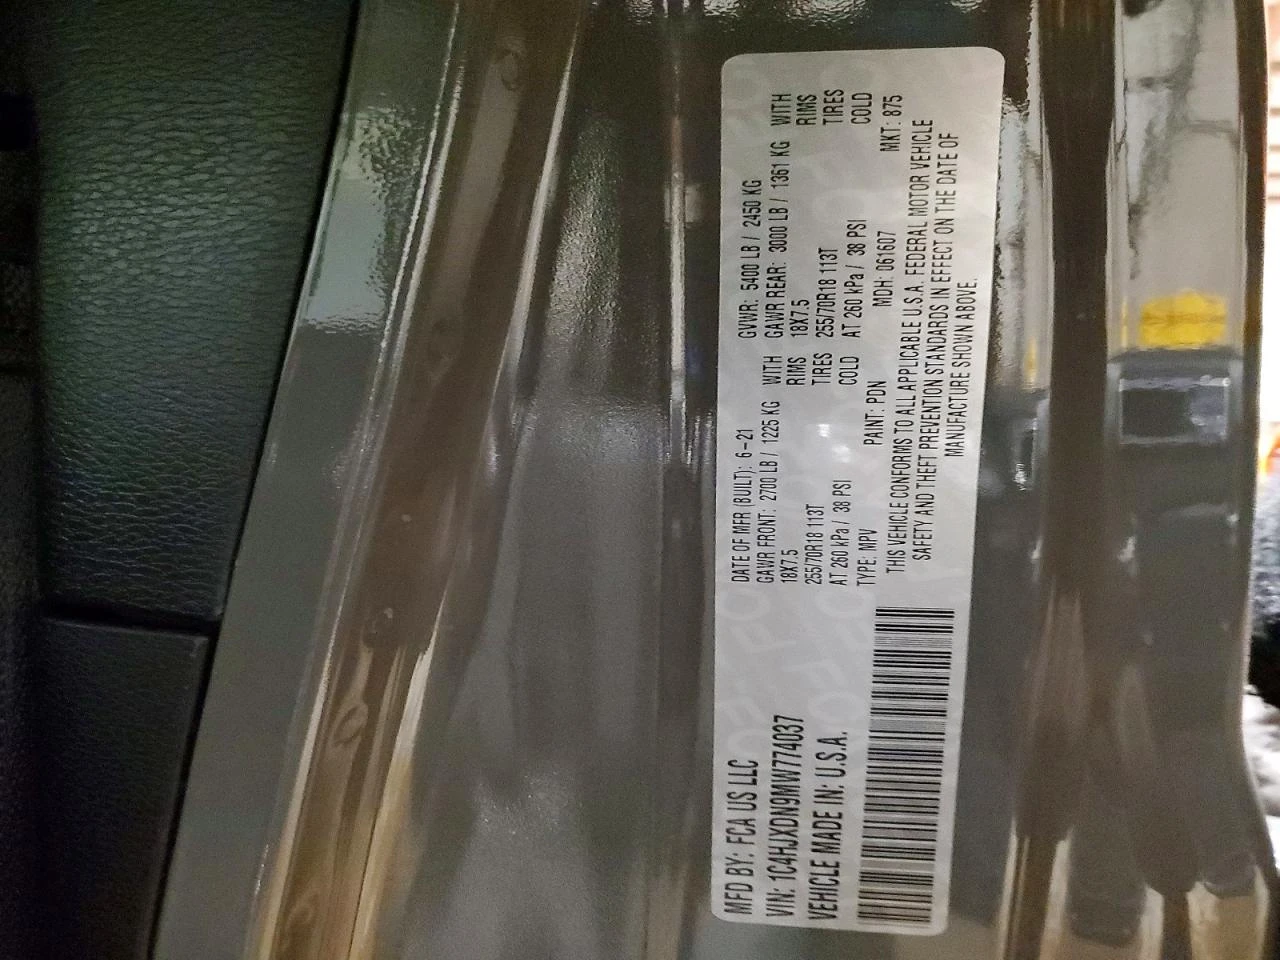 MFD BY: FCA US LLC
VIN: 1C4HJXDN9MW774037
VEHICLE MADE IN: U.S.A.
DATE OF MFR (BUILT): 6-21 GVWR: 5400 LB / 2450 KG
GAWR FRONT: 2700 LB / 1225 KG WITH GAWR REAR: 3000 LB / 1361 KG WITH
18X7.5 RIMS 18X7.5 RIMS
255/70R18 113T TIRES 255/70R18 113T TIRES
AT 260 kPa / 38 PSI COLD AT 260 kPa / 38 PSI COLD
TYPE: MPV PAINT: PDN MDH: 061607 MKT: 875
THIS VEHICLE CONFORMS TO ALL APPLICABLE U.S.A. FEDERAL MOTOR VEHICLE
SAFETY AND THEFT PREVENTION STANDARDS IN EFFECT ON THE DATE OF
MANUFACTURE SHOWN ABOVE.